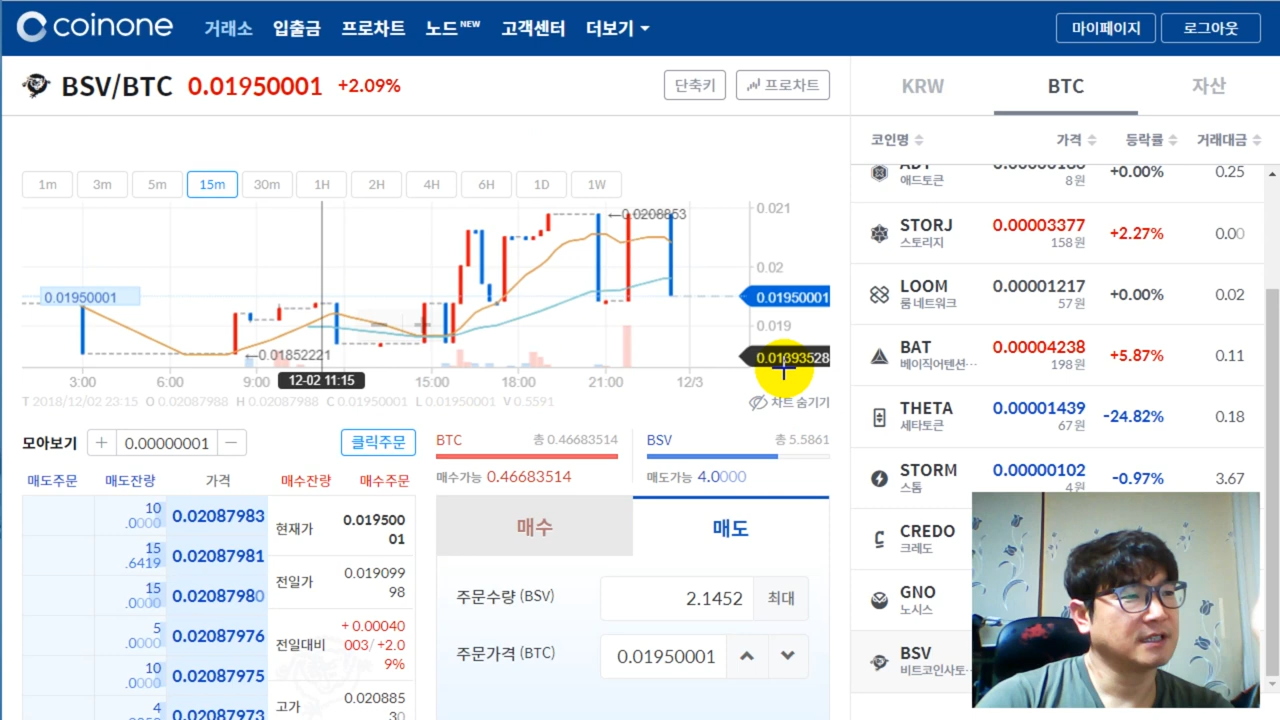 coinone 거래소 입출금 프로차트 노드 NEW 고객센터 더보기 마이페이지 로그아웃
BSV/BTC 0.01950001 +2.09% 단축키 프로차트
KRW BTC 자산
코인명 가격 등락률 거래대금
애드토큰 8원 +0.00% 0.25
1m 3m 5m 15m 30m 1H 2H 4H 6H 1D 1W
STORJ 0.00003377 +2.27% 0.00
스토리지 158원
LOOM 0.00001217 +0.00% 0.02
룸네트워크 57원
BAT 0.00004238 +5.87% 0.11
베이직어텐션… 198원
THETA 0.00001439 -24.82% 0.18
세타토큰 67원
STORM 0.00000102 -0.97% 3.67
스톰 4원
CREDO
크레도
GNO
노시스
BSV
비트코인사토…
←0.0208853
0.021
0.02
0.01950001
0.01950001
0.019
←0.01852221
3:00 6:00 9:00 12-02 11:15 15:00 18:00 21:00 12/3
T 2018/12/02 23:15 O 0.02087988 H 0.02087988 C 0.01950001 L 0.01950001 V 0.5591
차트 숨기기
모아보기 + 0.00000001 − 클릭주문
매도주문 매도잔량 가격 매수잔량 매수주문
10.0000 0.02087983
15.6419 0.02087981
15.0000 0.02087980
5.0000 0.02087976
10.0000 0.02087975
0.02087973
현재가 0.01950001
전일가 0.01909998
전일대비 +0.00040003/+2.09%
고가 0.02088530
BTC 총 0.46683514
매수가능 0.46683514
BSV 총 5.5861
매도가능 4.0000
매수 매도
주문수량 (BSV) 2.1452 최대
주문가격 (BTC) 0.01950001